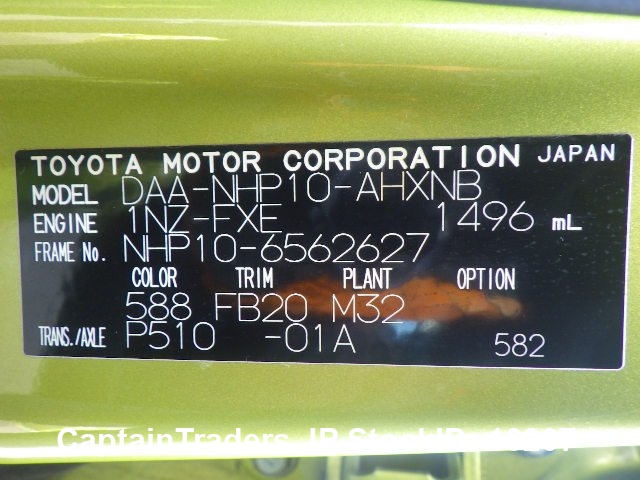 TOYOTA MOTOR CORPORATION JAPAN
MODEL DAA-NHP10-AHXNB
ENGINE 1NZ-FXE 1496 mL
FRAME No. NHP10-6562627
COLOR TRIM PLANT OPTION
588 FB20 M32
TRANS./AXLE P510 -01A 582
CaptainTraders